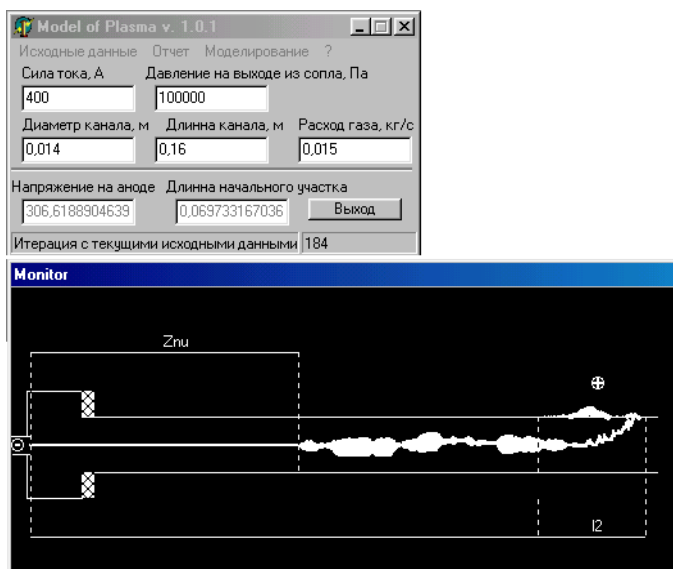 Model of Plasma v. 1.0.1
Исходные данные Отчет Моделирование ?
Сила тока, А Давление на выходе из сопла, Па
400 100000
Диаметр канала, м Длинна канала, м Расход газа, кг/с
0,014 0,16 0,015
Напряжение на аноде Длинна начального участка
306,6188904639 0,069733167036 Выход
Итерация с текущими исходными данными 184
Monitor
Znu
l2